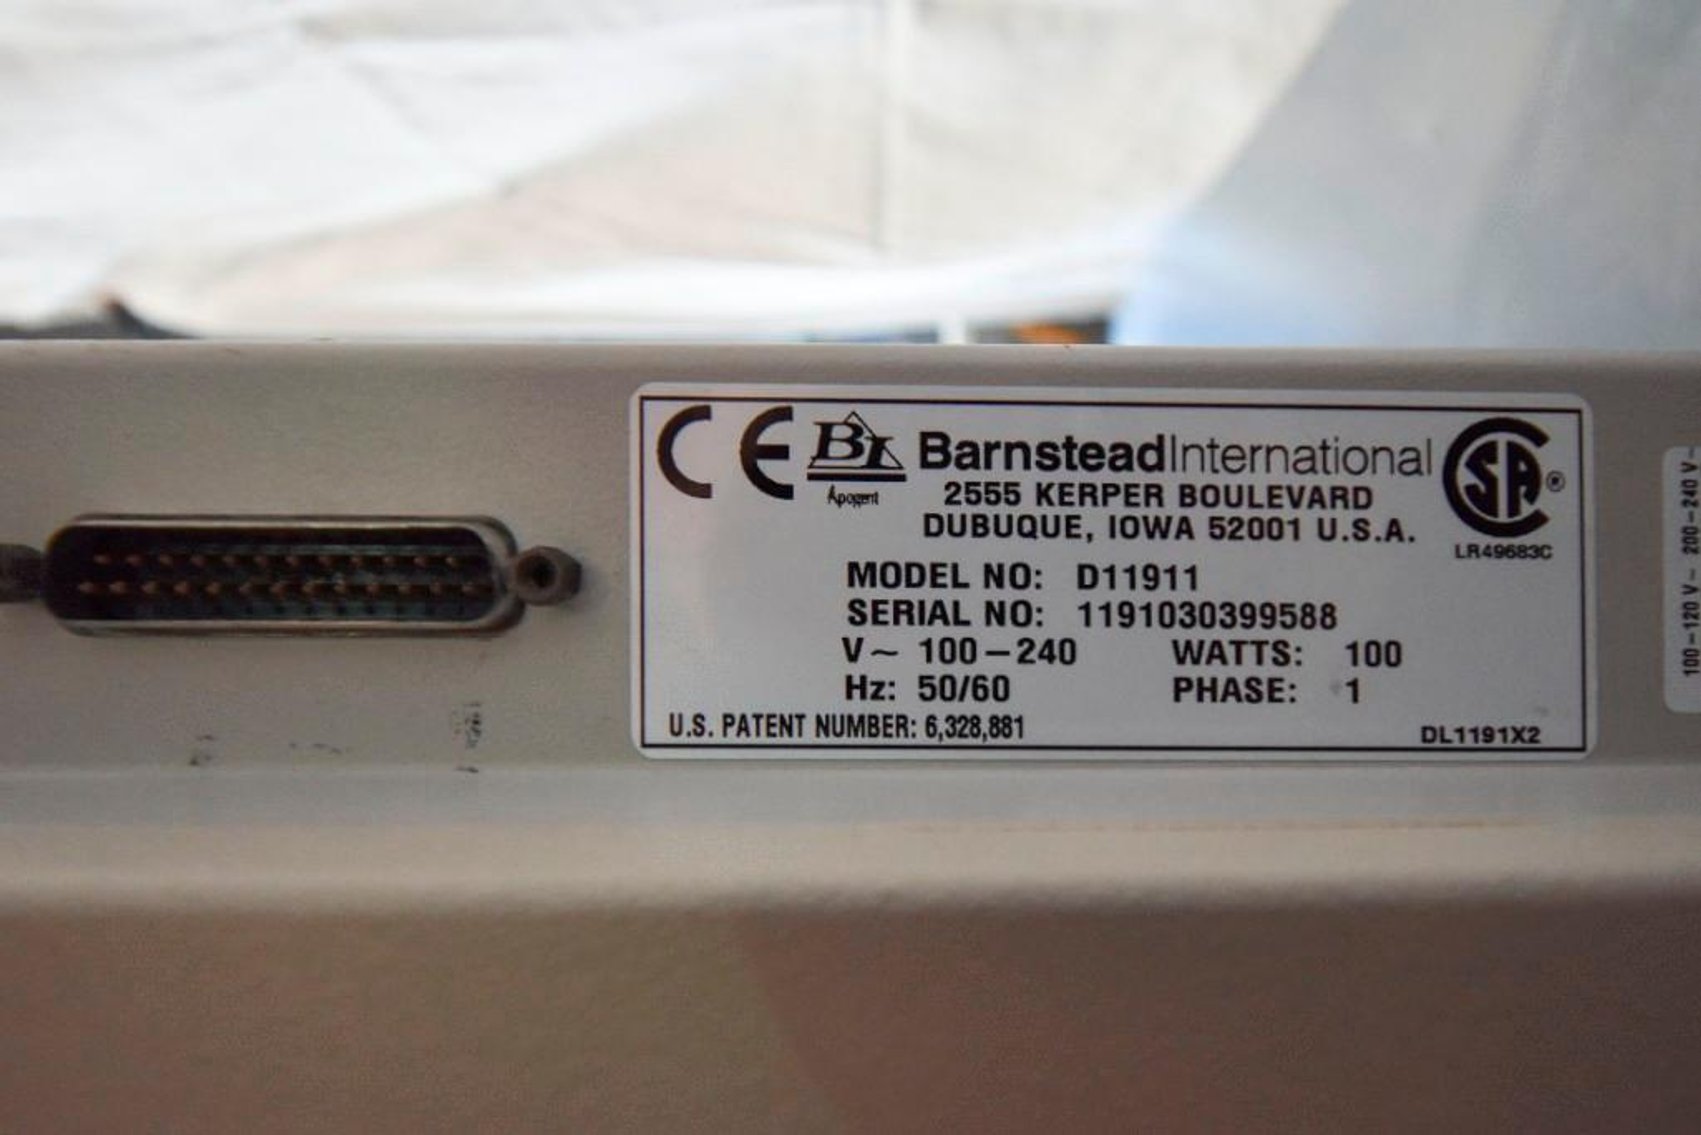 CE BI BarnsteadInternational SA ®
Apogent
2555 KERPER BOULEVARD
DUBUQUE, IOWA 52001 U.S.A.
LR49683C
MODEL NO: D11911
SERIAL NO: 1191030399588
V~ 100-240 WATTS: 100
Hz: 50/60 PHASE: 1
U.S. PATENT NUMBER: 6,328,881
DL1191X2
100-120 V~ 200-240 V~